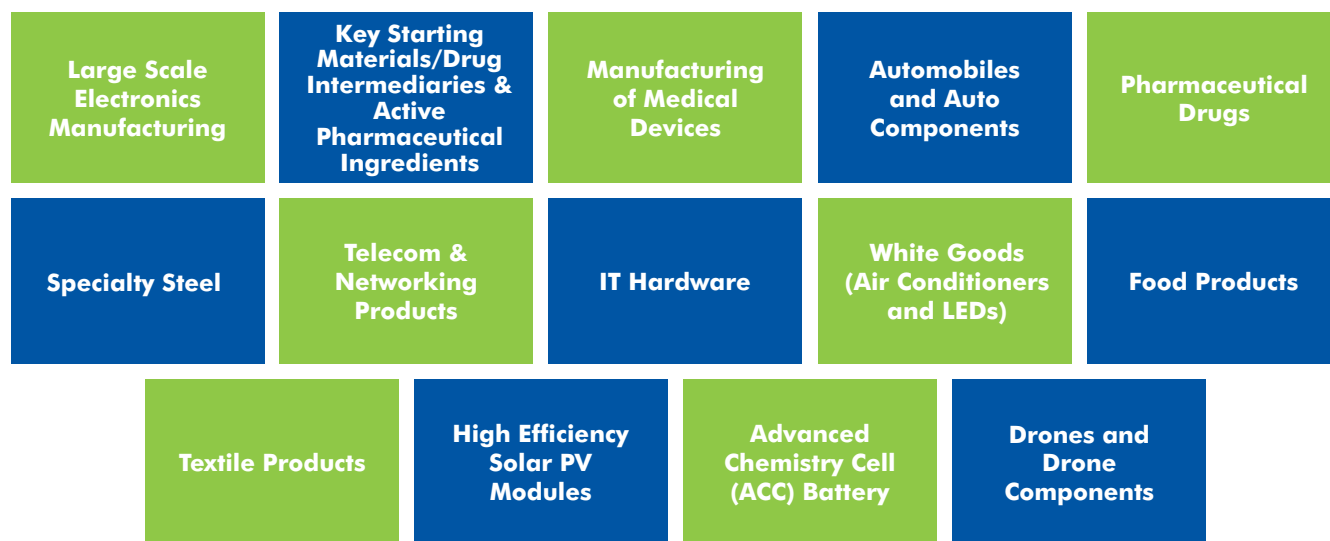 Large Scale
Electronics
Manufacturing
Key Starting
Materials/Drug
Intermediaries &
Active
Pharmaceutical
Ingredients
Manufacturing
of Medical
Devices
Automobiles
and Auto
Components
Pharmaceutical
Drugs
Specialty Steel
Telecom &
Networking
Products
IT Hardware
White Goods
(Air Conditioners
and LEDs)
Food Products
Textile Products
High Efficiency
Solar PV
Modules
Advanced
Chemistry Cell
(ACC) Battery
Drones and
Drone
Components